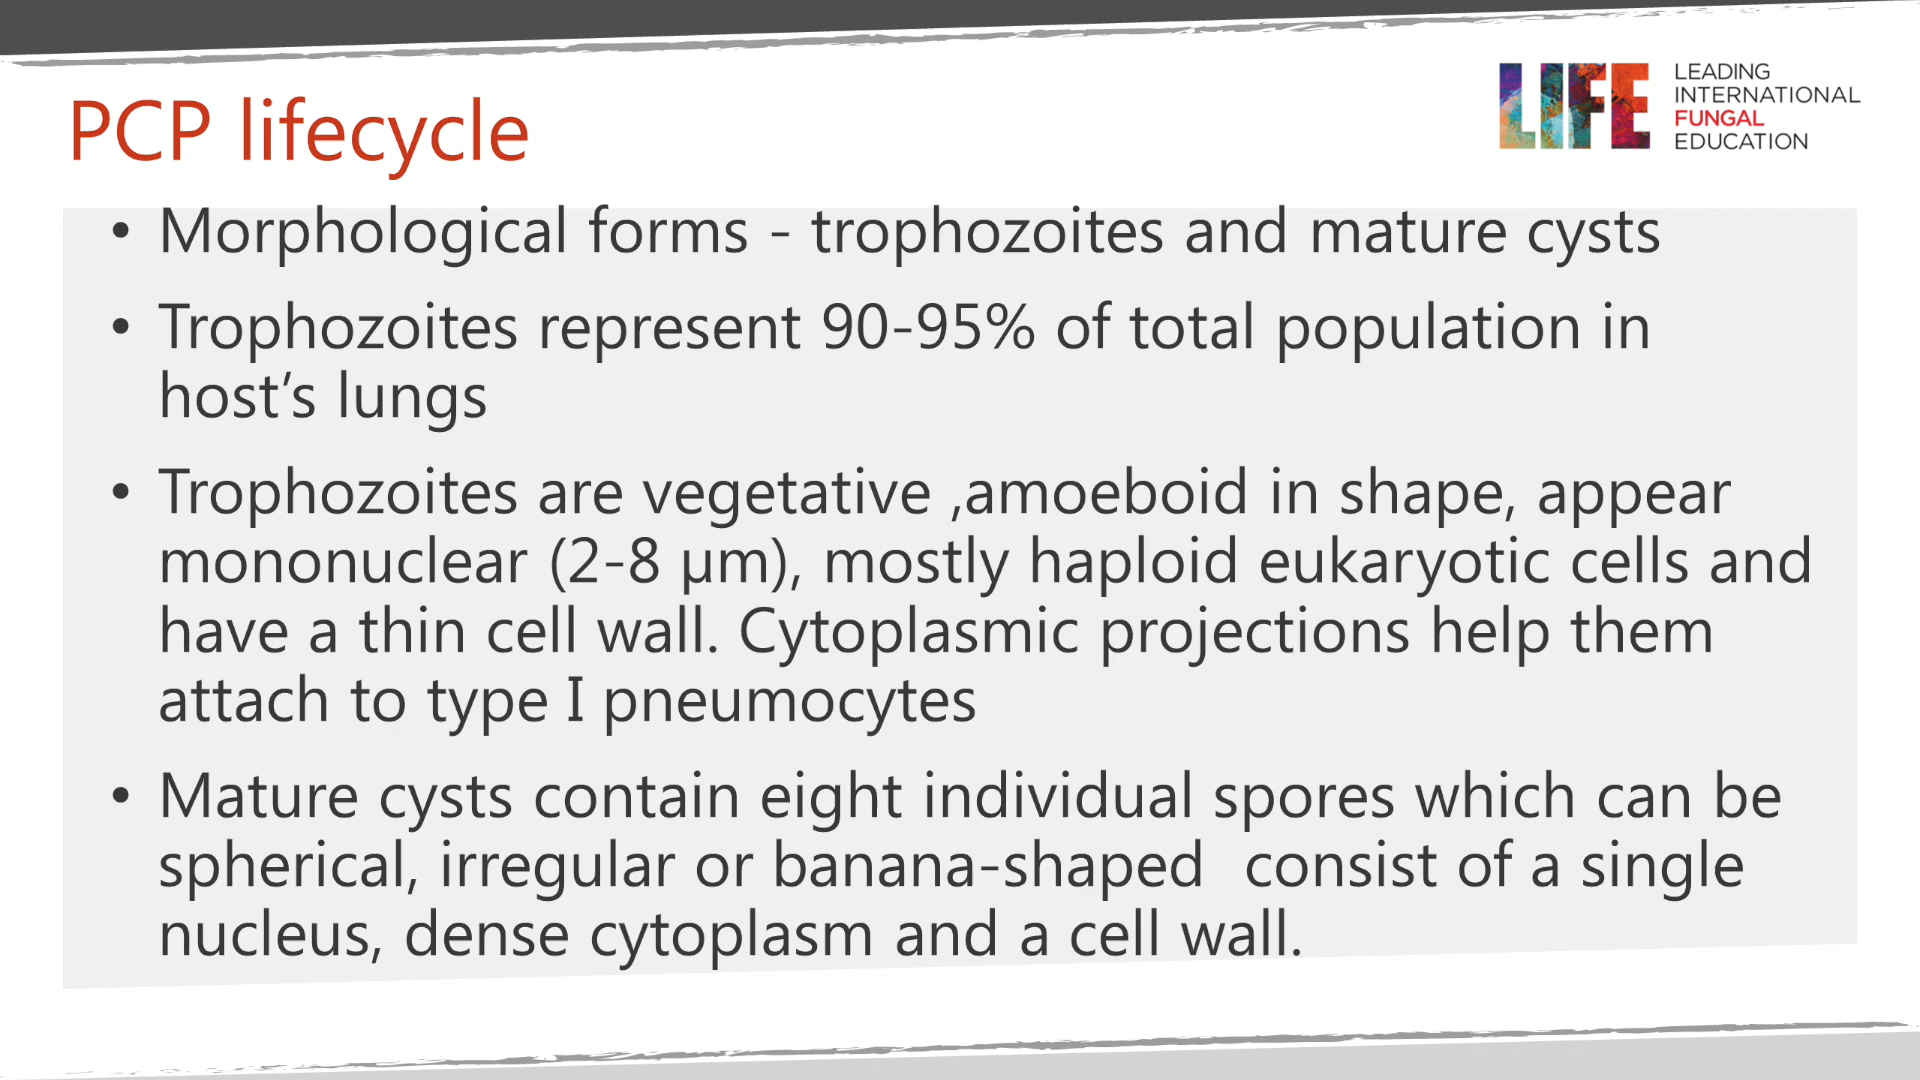 LIFE
LEADING
INTERNATIONAL
FUNGAL
EDUCATION
PCP lifecycle
• Morphological forms - trophozoites and mature cysts
• Trophozoites represent 90-95% of total population in
host’s lungs
• Trophozoites are vegetative ,amoeboid in shape, appear
mononuclear (2-8 μm), mostly haploid eukaryotic cells and
have a thin cell wall. Cytoplasmic projections help them
attach to type I pneumocytes
• Mature cysts contain eight individual spores which can be
spherical, irregular or banana-shaped  consist of a single
nucleus, dense cytoplasm and a cell wall.